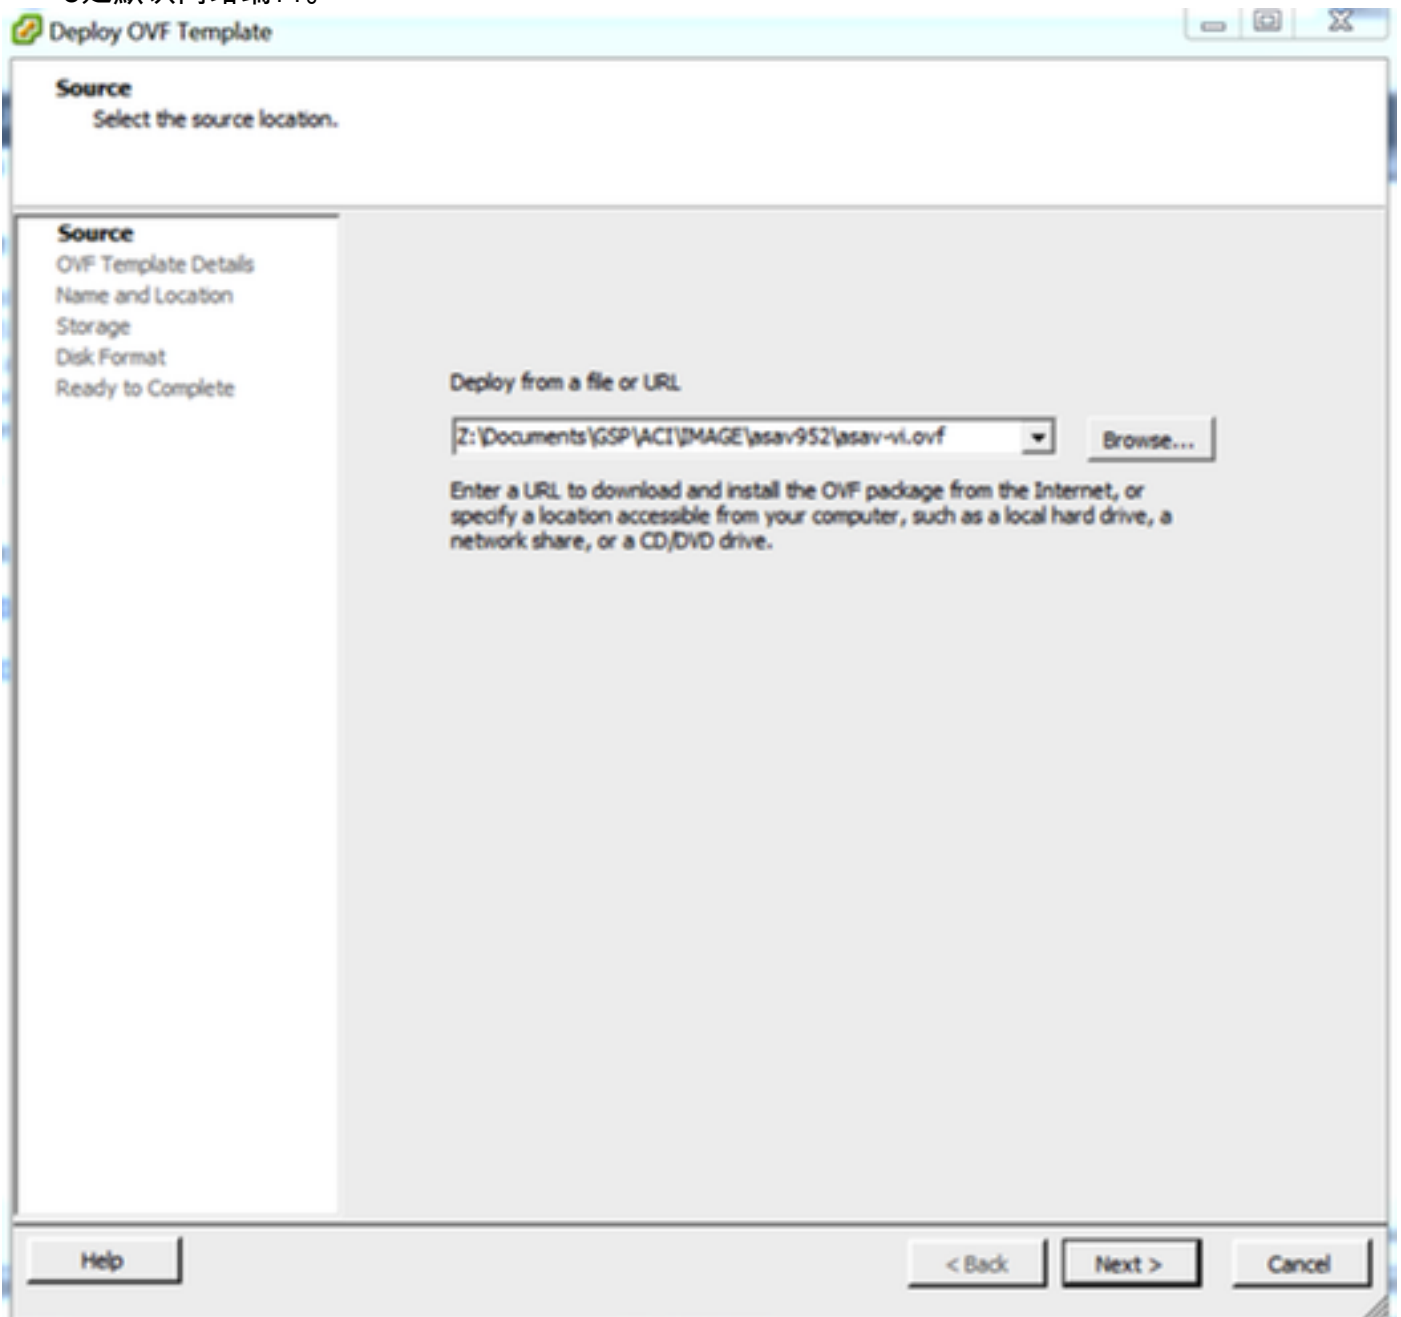 Deploy OVF Template
Source
Select the source location.
Source
OVF Template Details
Name and Location
Storage
Disk Format
Ready to Complete
Deploy from a file or URL
Z:\Documents\GSP\ACI\IMAGE\asav952\asav-vi.ovf
Browse...
Enter a URL to download and install the OVF package from the Internet, or
specify a location accessible from your computer, such as a local hard drive, a
network share, or a CD/DVD drive.
Help
< Back
Next >
Cancel